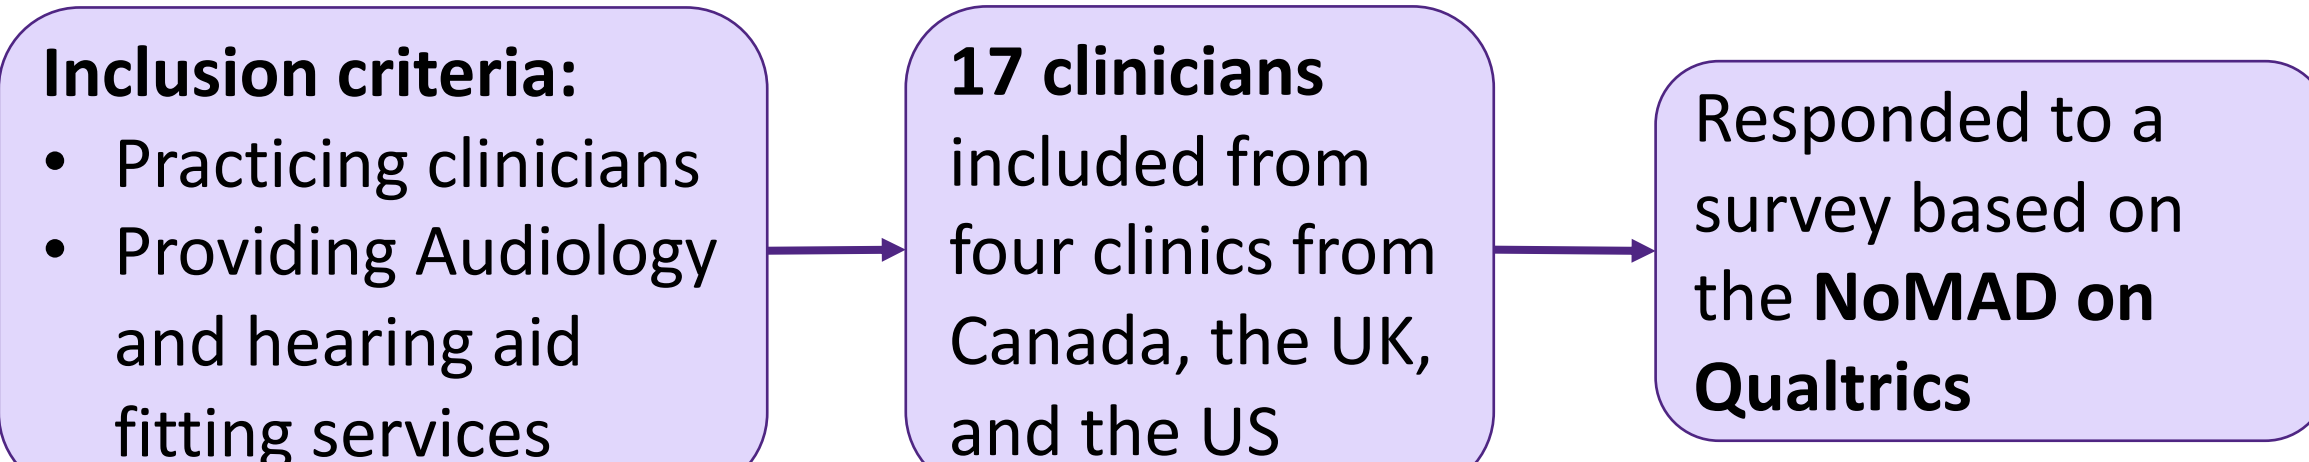 Inclusion criteria:
• Practicing clinicians
• Providing Audiology
and hearing aid
fitting services
17 clinicians
included from
four clinics from
Canada, the UK,
and the US
Responded to a
survey based on
the NoMAD on
Qualtrics